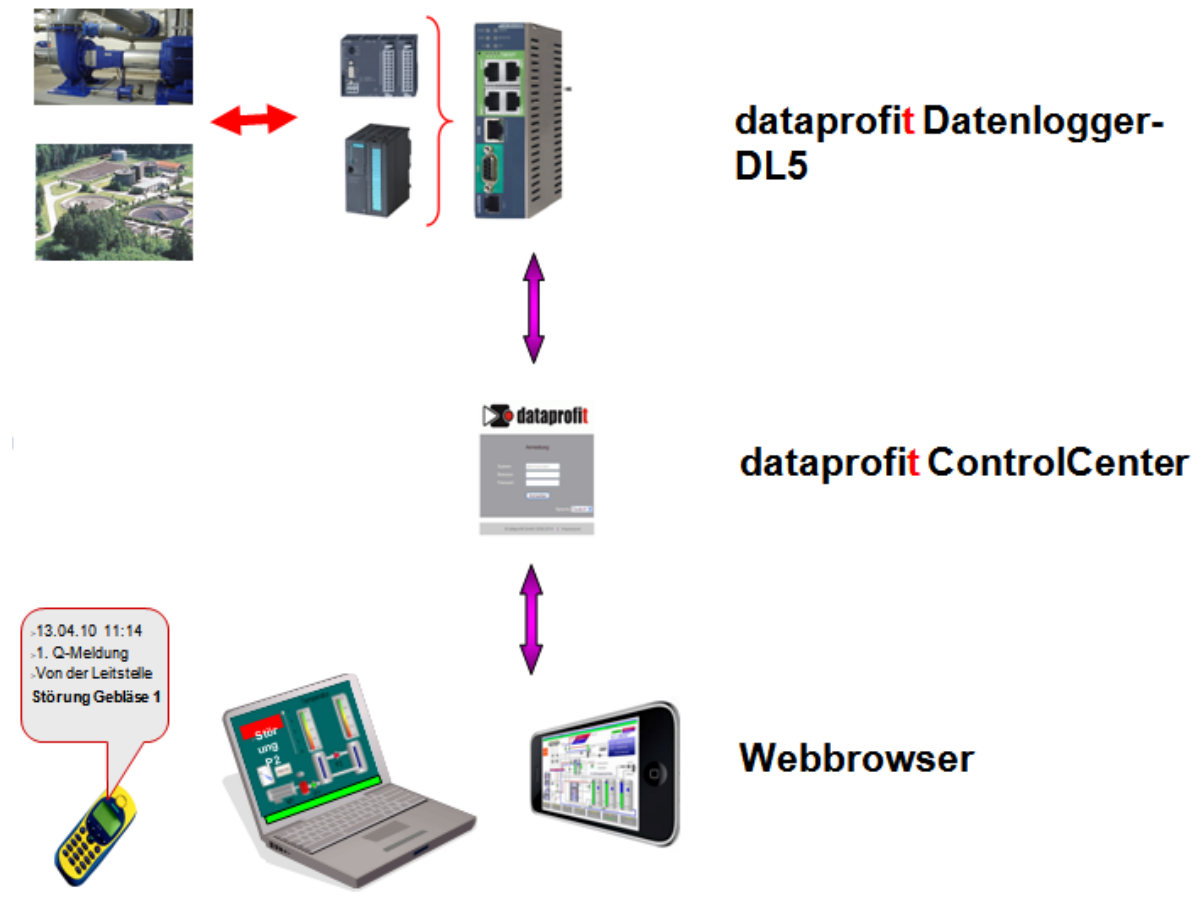 dataprofit Datenlogger-
DL5
dataprofit
Anmeldung
dataprofit ControlCenter
>13.04.10 11:14
>1. Q-Meldung
>Von der Leitstelle
Störung Gebläse 1
Stör
ung
P2
Webbrowser